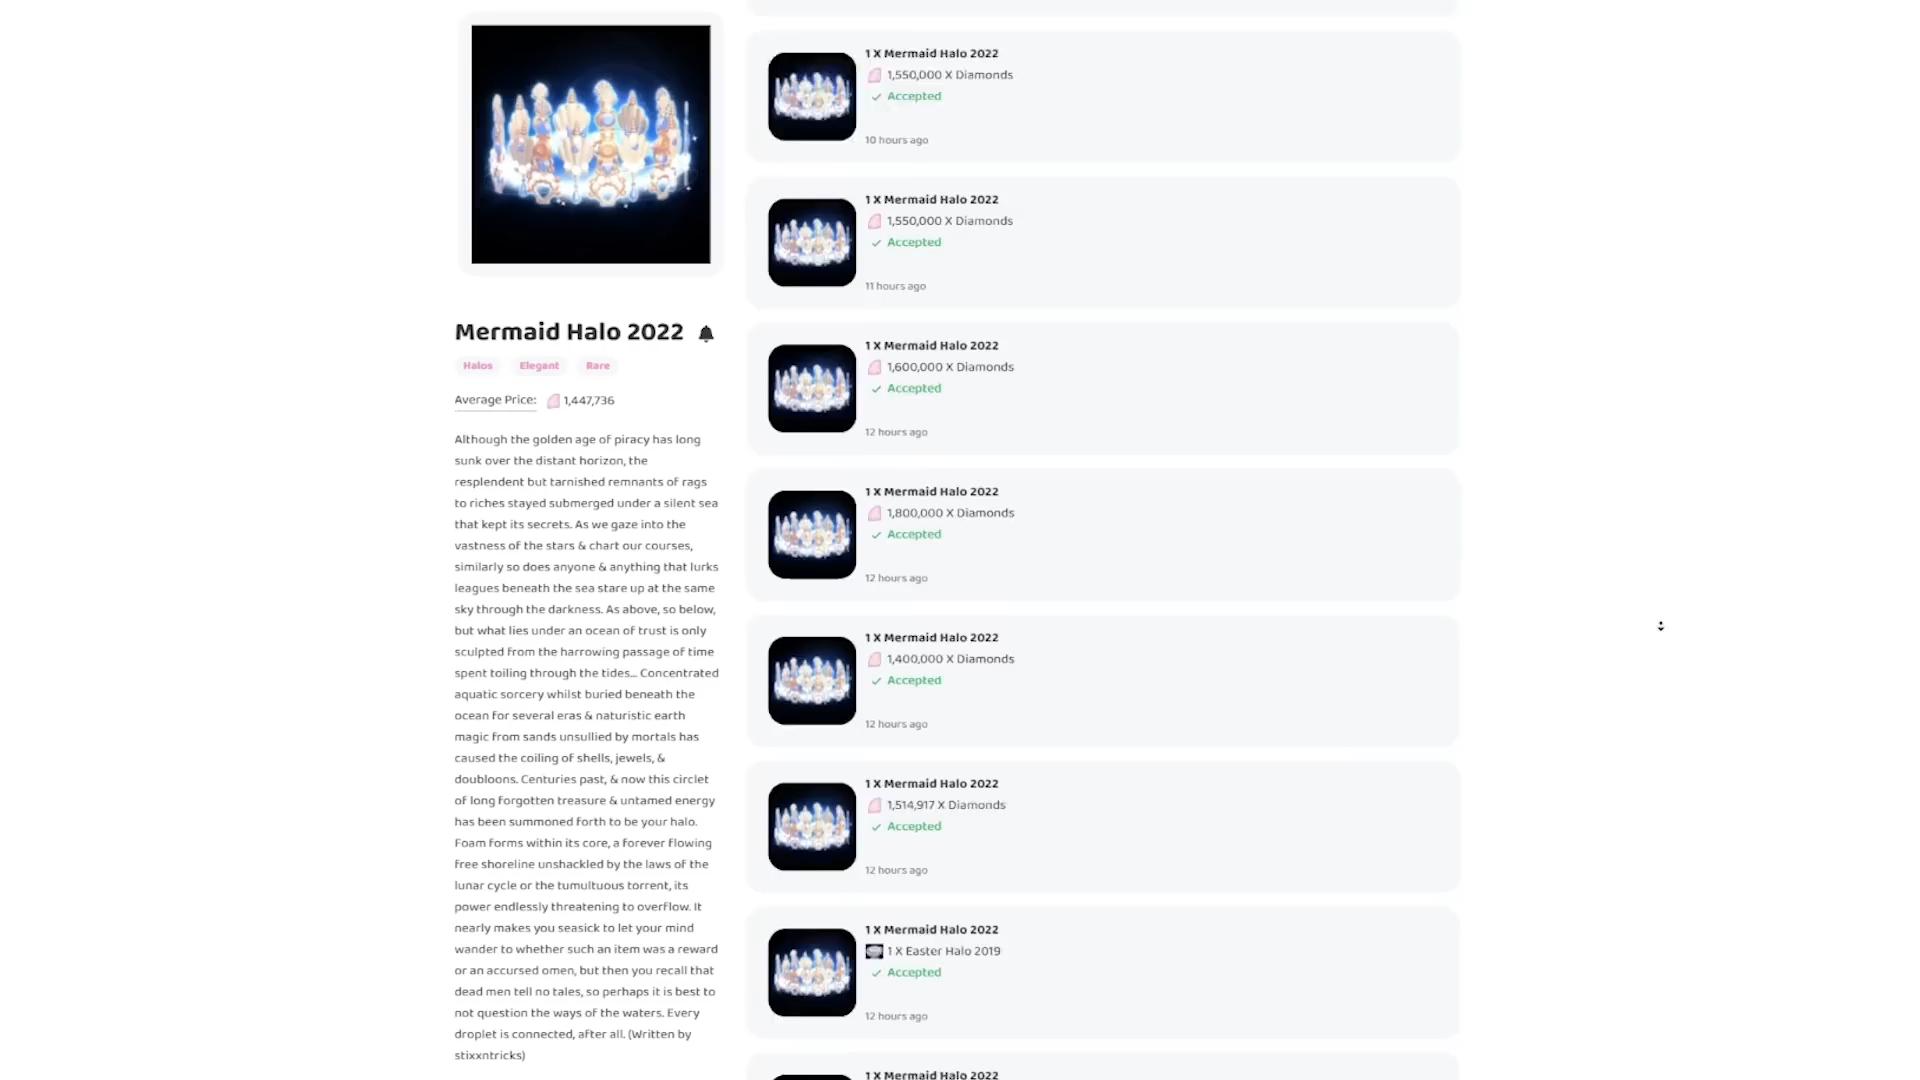 Mermaid Halo 2022
Halos
Elegant
Rare
Average Price: 1,447,736
Although the golden age of piracy has long
sunk over the distant horizon, the
resplendent but tarnished remnants of rags
to riches stayed submerged under a silent sea
that kept its secrets. As we gaze into the
vastness of the stars & chart our courses,
similarly so does anyone & anything that lurks
leagues beneath the sea stare up at the same
sky through the darkness. As above, so below,
but what lies under an ocean of trust is only
sculpted from the harrowing passage of time
spent toiling through the tides... Concentrated
aquatic sorcery whilst buried beneath the
ocean for several eras & naturistic earth
magic from sands unsullied by mortals has
caused the coiling of shells, jewels, &
doubloons. Centuries past, & now this circlet
of long forgotten treasure & untamed energy
has been summoned forth to be your halo.
Foam forms within its core, a forever flowing
free shoreline unshackled by the laws of the
lunar cycle or the tumultuous torrent, its
power endlessly threatening to overflow. It
nearly makes you seasick to let your mind
wander to whether such an item was a reward
or an accursed omen, but then you recall that
dead men tell no tales, so perhaps it is best to
not question the ways of the waters. Every
droplet is connected, after all. (Written by
stixxntricks)
1 X Mermaid Halo 2022
1,550,000 X Diamonds
Accepted
10 hours ago
1 X Mermaid Halo 2022
1,550,000 X Diamonds
Accepted
11 hours ago
1 X Mermaid Halo 2022
1,600,000 X Diamonds
Accepted
12 hours ago
1 X Mermaid Halo 2022
1,800,000 X Diamonds
Accepted
12 hours ago
1 X Mermaid Halo 2022
1,400,000 X Diamonds
Accepted
12 hours ago
1 X Mermaid Halo 2022
1,514,917 X Diamonds
Accepted
12 hours ago
1 X Mermaid Halo 2022
1 X Easter Halo 2019
Accepted
12 hours ago
1 X Mermaid Halo 2022